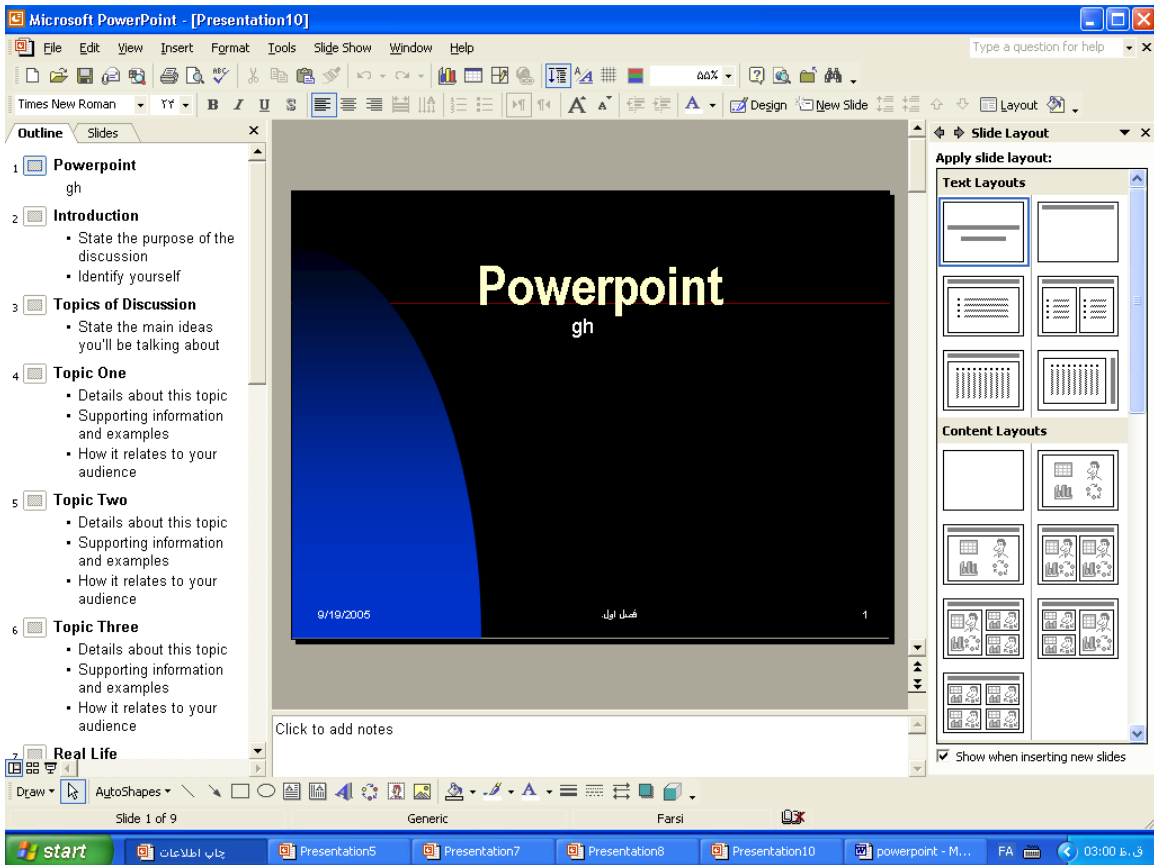 Microsoft PowerPoint - [Presentation10]
File Edit View Insert Format Tools Slide Show Window Help
Type a question for help
۵۵% 
Times New Roman ۲۲ B I U S A A A Design New Slide Layout
Outline Slides
Slide Layout
1 Powerpoint
gh
2 Introduction
• State the purpose of the
discussion
• Identify yourself
3 Topics of Discussion
• State the main ideas
you'll be talking about
4 Topic One
• Details about this topic
• Supporting information
and examples
• How it relates to your
audience
5 Topic Two
• Details about this topic
• Supporting information
and examples
• How it relates to your
audience
6 Topic Three
• Details about this topic
• Supporting information
and examples
• How it relates to your
audience
7 Real Life
Powerpoint
gh
9/19/2005 فصل اول. 1
Click to add notes
Apply slide layout:
Text Layouts
Content Layouts
Show when inserting new slides
Draw AutoShapes A
Slide 1 of 9 Generic Farsi
start چاپ اطلاعات Presentation5 Presentation7 Presentation8 Presentation10 powerpoint - M... FA 03:00 ق.ظ